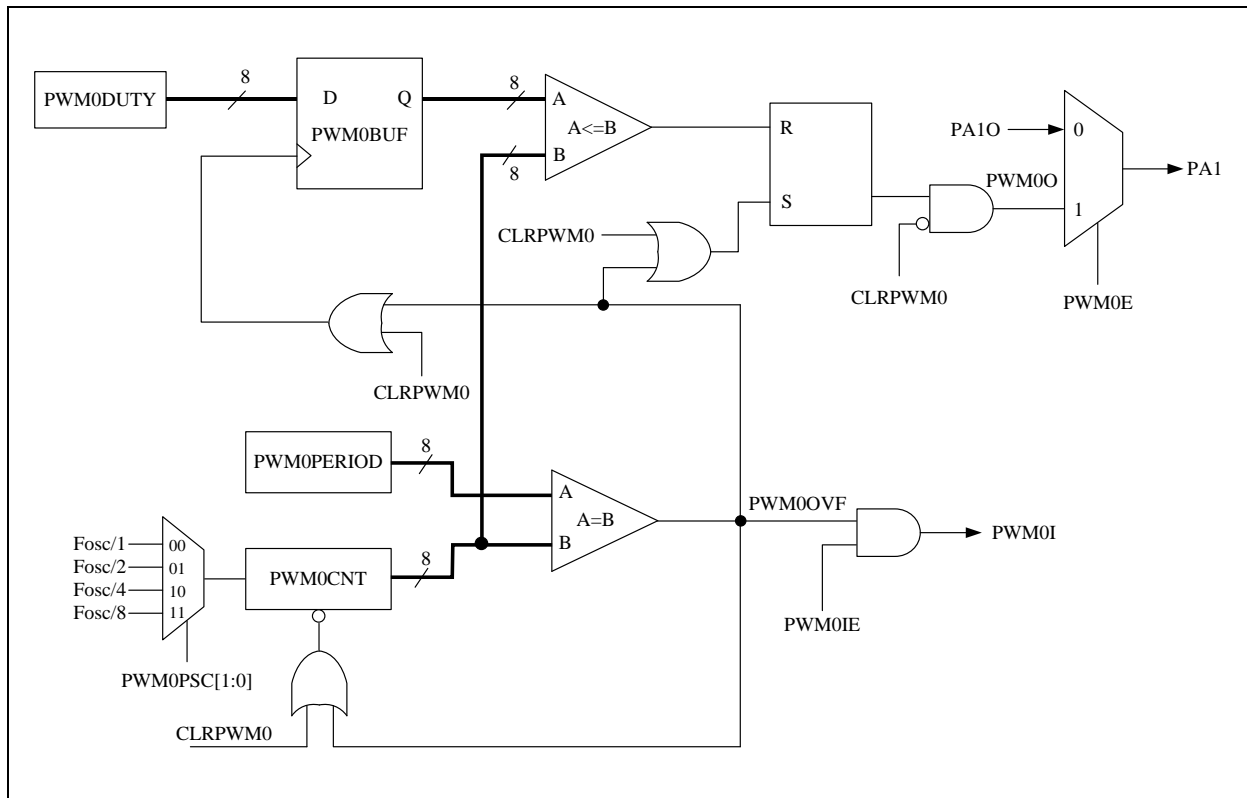 8
PWM0DUTY
D
Q
PWM0BUF
8
A
A<=B
B
8
R
S
PA1O
0
PWM0O
1
PA1
CLRPWM0
CLRPWM0
PWM0E
CLRPWM0
PWM0PERIOD
8
A
A=B
B
PWM0OVF
PWM0I
PWM0IE
Fosc/1
00
Fosc/2
01
Fosc/4
10
Fosc/8
11
PWM0CNT
8
PWM0PSC[1:0]
CLRPWM0